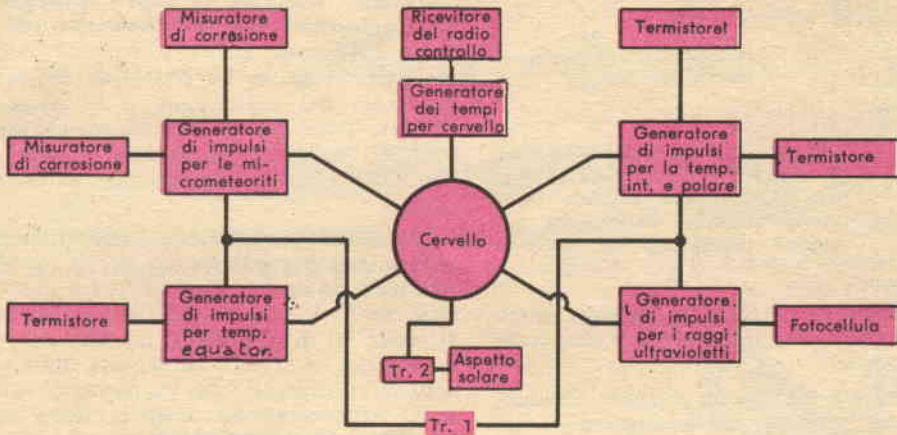 Misuratore
di corrosione
Ricevitore
del radio
controllo
Termistore
Generatore
dei tempi
per cervello
Misuratore
di corrosione
Generatore
di impulsi
per le mi-
crometeoriti
Generatore
di impulsi
per la temp.
int. e polare
Termistore
Cervello
Termistore
Generatore
di impulsi
per temp.
equator.
Generatore
di impulsi
per i raggi
ultravioletti
Fotocellula
Tr. 2
Aspetto
solare
Tr. 1